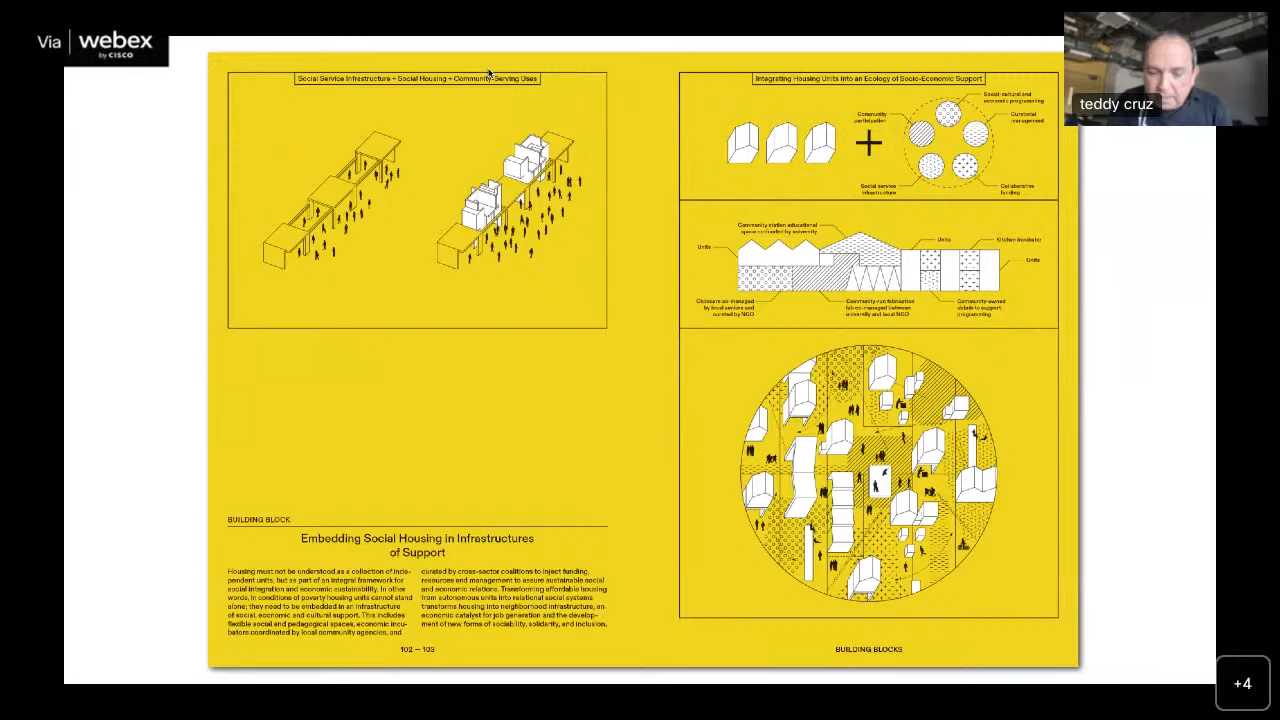 Via
webex
by CISCO
teddy cruz
Social Service Infrastructure + Social Housing + Community-Serving Uses
Integrating Housing Units into an Ecology of Socio-Economic Support
Social-cultural and
economic programming
Community
participation
Curatorial
management
Social service
infrastructure
Collaborative
funding
Community station educational
space co-funded by university
Units
Units
Kitchen incubator
Units
Childcare co-managed
by local seniors and
curated by NGO
Community-run fabrication
lab co-managed between
university and local NGO
Community-owned
airbnb to support
programming
BUILDING BLOCK
Embedding Social Housing in Infrastructures
of Support
Housing must not be understood as a collection of inde-
pendent units, but as part of an integral framework for
social integration and economic sustainability. In other
words, in conditions of poverty housing units cannot stand
alone; they need to be embedded in an infrastructure
of social, economic and cultural support. This includes
flexible social and pedagogical spaces, economic incu-
bators coordinated by local community agencies, and
curated by cross-sector coalitions to inject funding,
resources and management to assure sustainable social
and economic relations. Transforming affordable housing
from autonomous units into relational social systems
transforms housing into neighborhood infrastructure, an
economic catalyst for job generation and the develop-
ment of new forms of sociability, solidarity, and inclusion.
102 — 103
BUILDING BLOCKS
+4